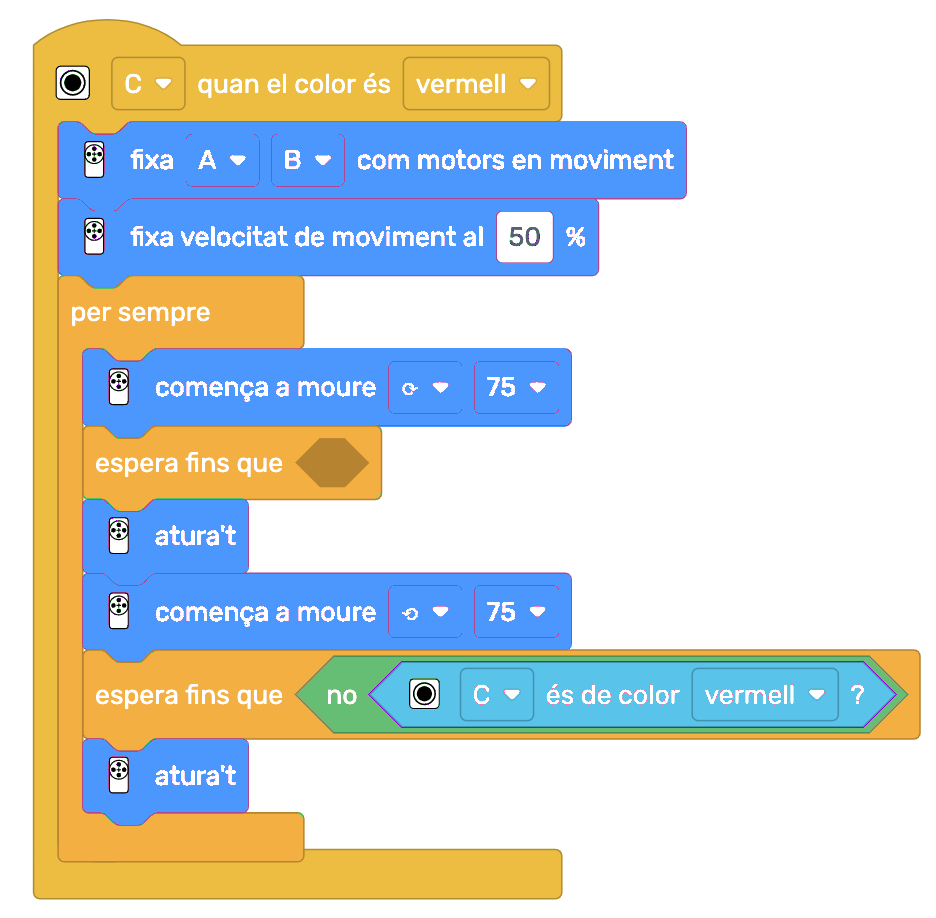 C quan el color és vermell
fixa A B com motors en moviment
fixa velocitat de moviment al 50 %
per sempre
comença a moure ⟳ 75
espera fins que
atura't
comença a moure ⟲ 75
espera fins que no C és de color vermell ?
atura't